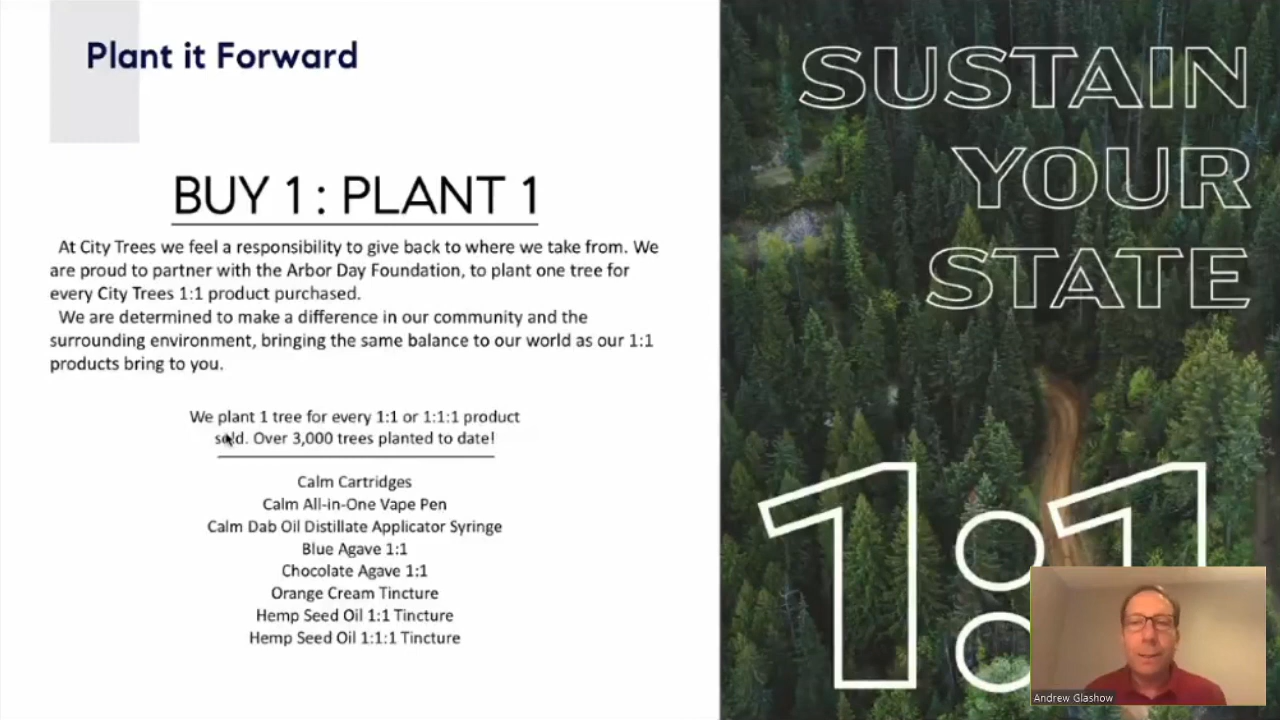 Plant it Forward
BUY 1 : PLANT 1
At City Trees we feel a responsibility to give back to where we take from. We
are proud to partner with the Arbor Day Foundation, to plant one tree for
every City Trees 1:1 product purchased.
We are determined to make a difference in our community and the
surrounding environment, bringing the same balance to our world as our 1:1
products bring to you.
We plant 1 tree for every 1:1 or 1:1:1 product
sold. Over 3,000 trees planted to date!
Calm Cartridges
Calm All-in-One Vape Pen
Calm Dab Oil Distillate Applicator Syringe
Blue Agave 1:1
Chocolate Agave 1:1
Orange Cream Tincture
Hemp Seed Oil 1:1 Tincture
Hemp Seed Oil 1:1:1 Tincture
SUSTAIN
YOUR
STATE
1:1
Andrew Glashow